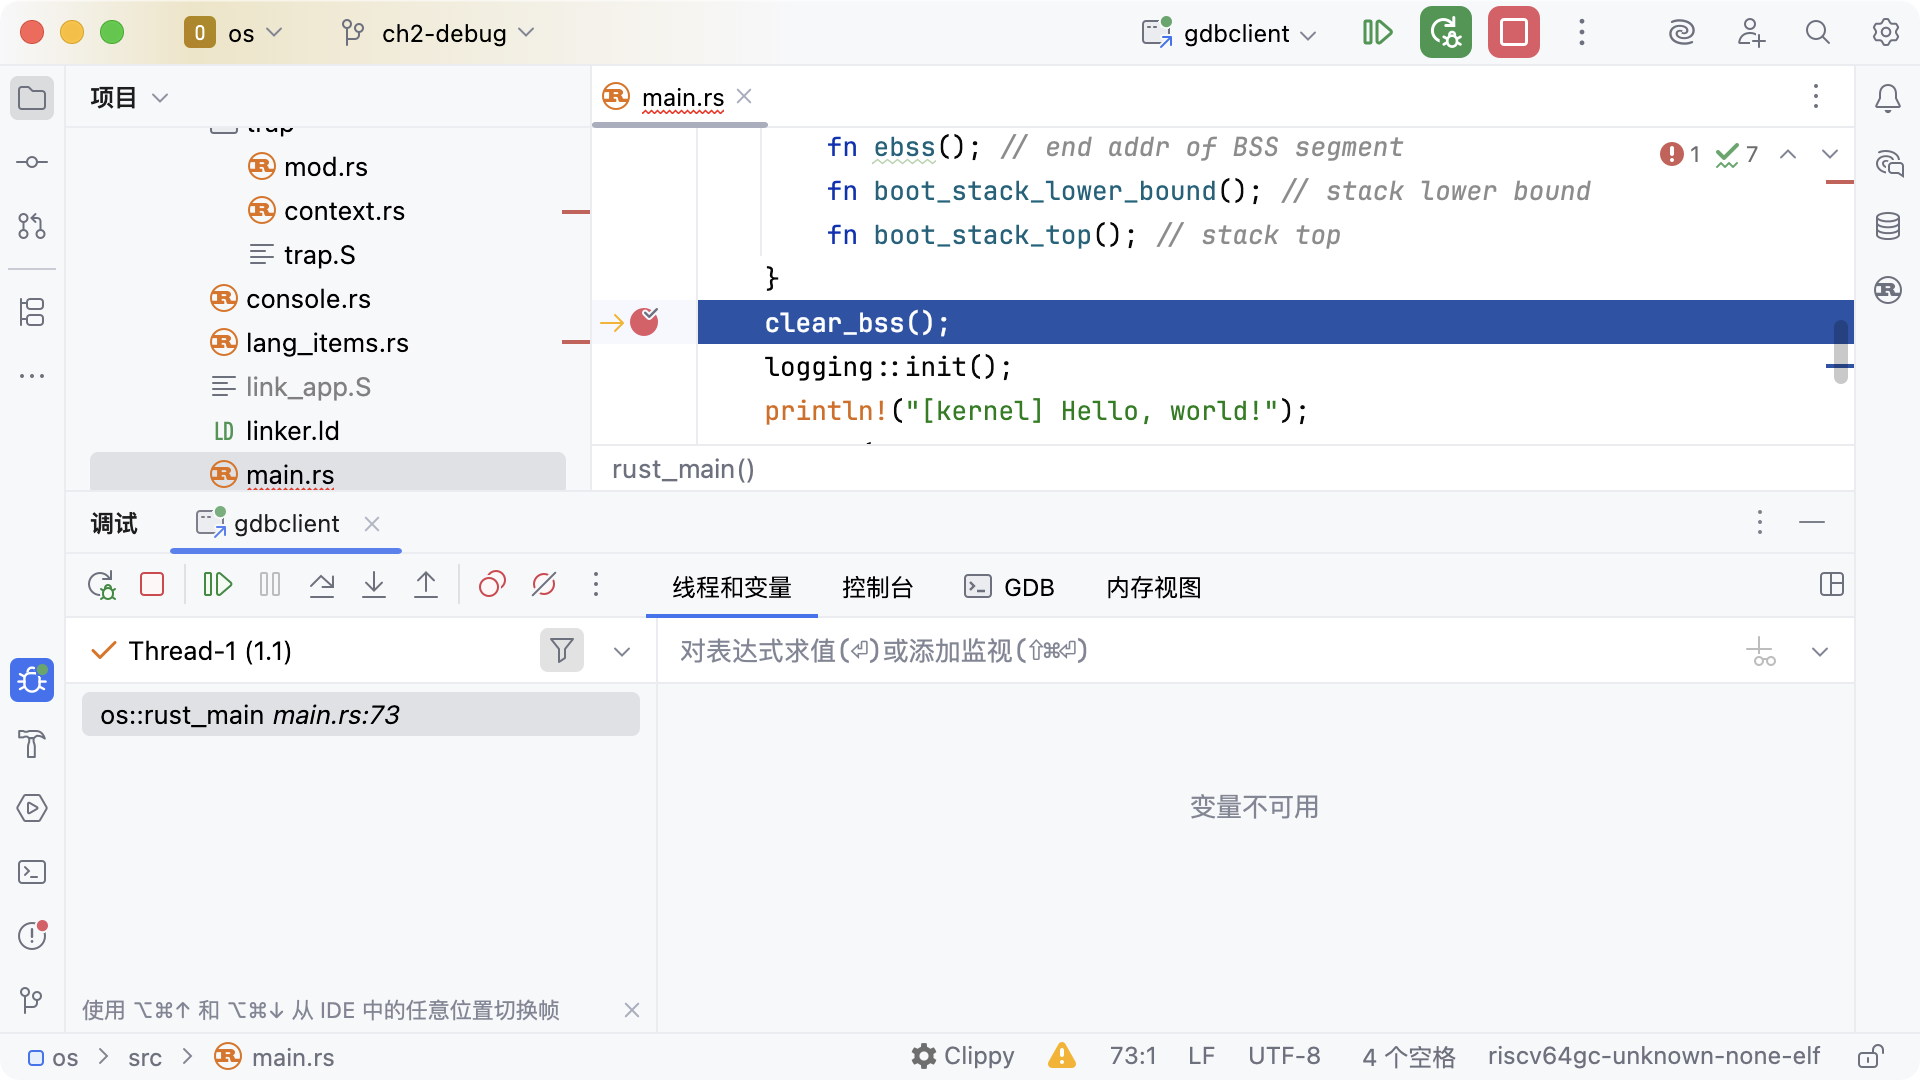 os
ch2-debug
gdbclient
项目
trap
mod.rs
context.rs
trap.S
console.rs
lang_items.rs
link_app.S
LD linker.ld
main.rs
main.rs
1 7
fn ebss(); // end addr of BSS segment
fn boot_stack_lower_bound(); // stack lower bound
fn boot_stack_top(); // stack top
}
clear_bss();
logging::init();
println!("[kernel] Hello, world!");
rust_main()
调试
gdbclient
线程和变量
控制台
GDB
内存视图
Thread-1 (1.1)
对表达式求值(⏎)或添加监视(⇧⌘⏎)
os::rust_main main.rs:73
变量不可用
使用 ⌥⌘↑ 和 ⌥⌘↓ 从 IDE 中的任意位置切换帧
os > src > main.rs
Clippy
73:1
LF
UTF-8
4 个空格
riscv64gc-unknown-none-elf